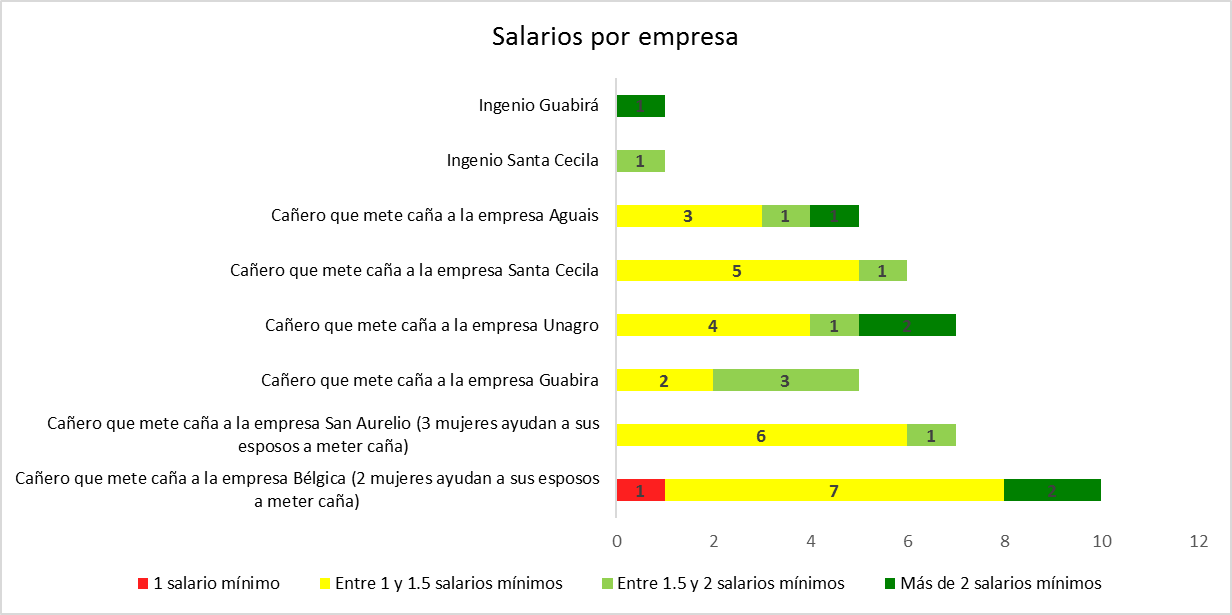 Salarios por empresa
Ingenio Guabirá
1
Ingenio Santa Cecila
1
Cañero que mete caña a la empresa Aguais
3 1 1
Cañero que mete caña a la empresa Santa Cecila
5 1
Cañero que mete caña a la empresa Unagro
4 1 2
Cañero que mete caña a la empresa Guabira
2 3
Cañero que mete caña a la empresa San Aurelio (3 mujeres ayudan a sus
esposos a meter caña)
6 1
Cañero que mete caña a la empresa Bélgica (2 mujeres ayudan a sus esposos
a meter caña)
1 7 2
0 2 4 6 8 10 12
1 salario mínimo Entre 1 y 1.5 salarios mínimos Entre 1.5 y 2 salarios mínimos Más de 2 salarios mínimos